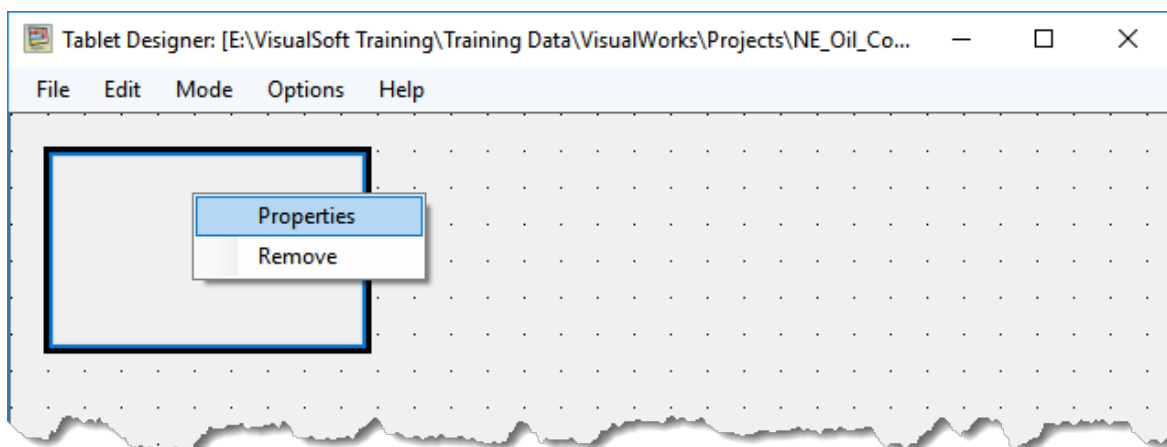 Tablet Designer: [E:\VisualSoft Training\Training Data\VisualWorks\Projects\NE_Oil_Co...
File Edit Mode Options Help
Properties
Remove